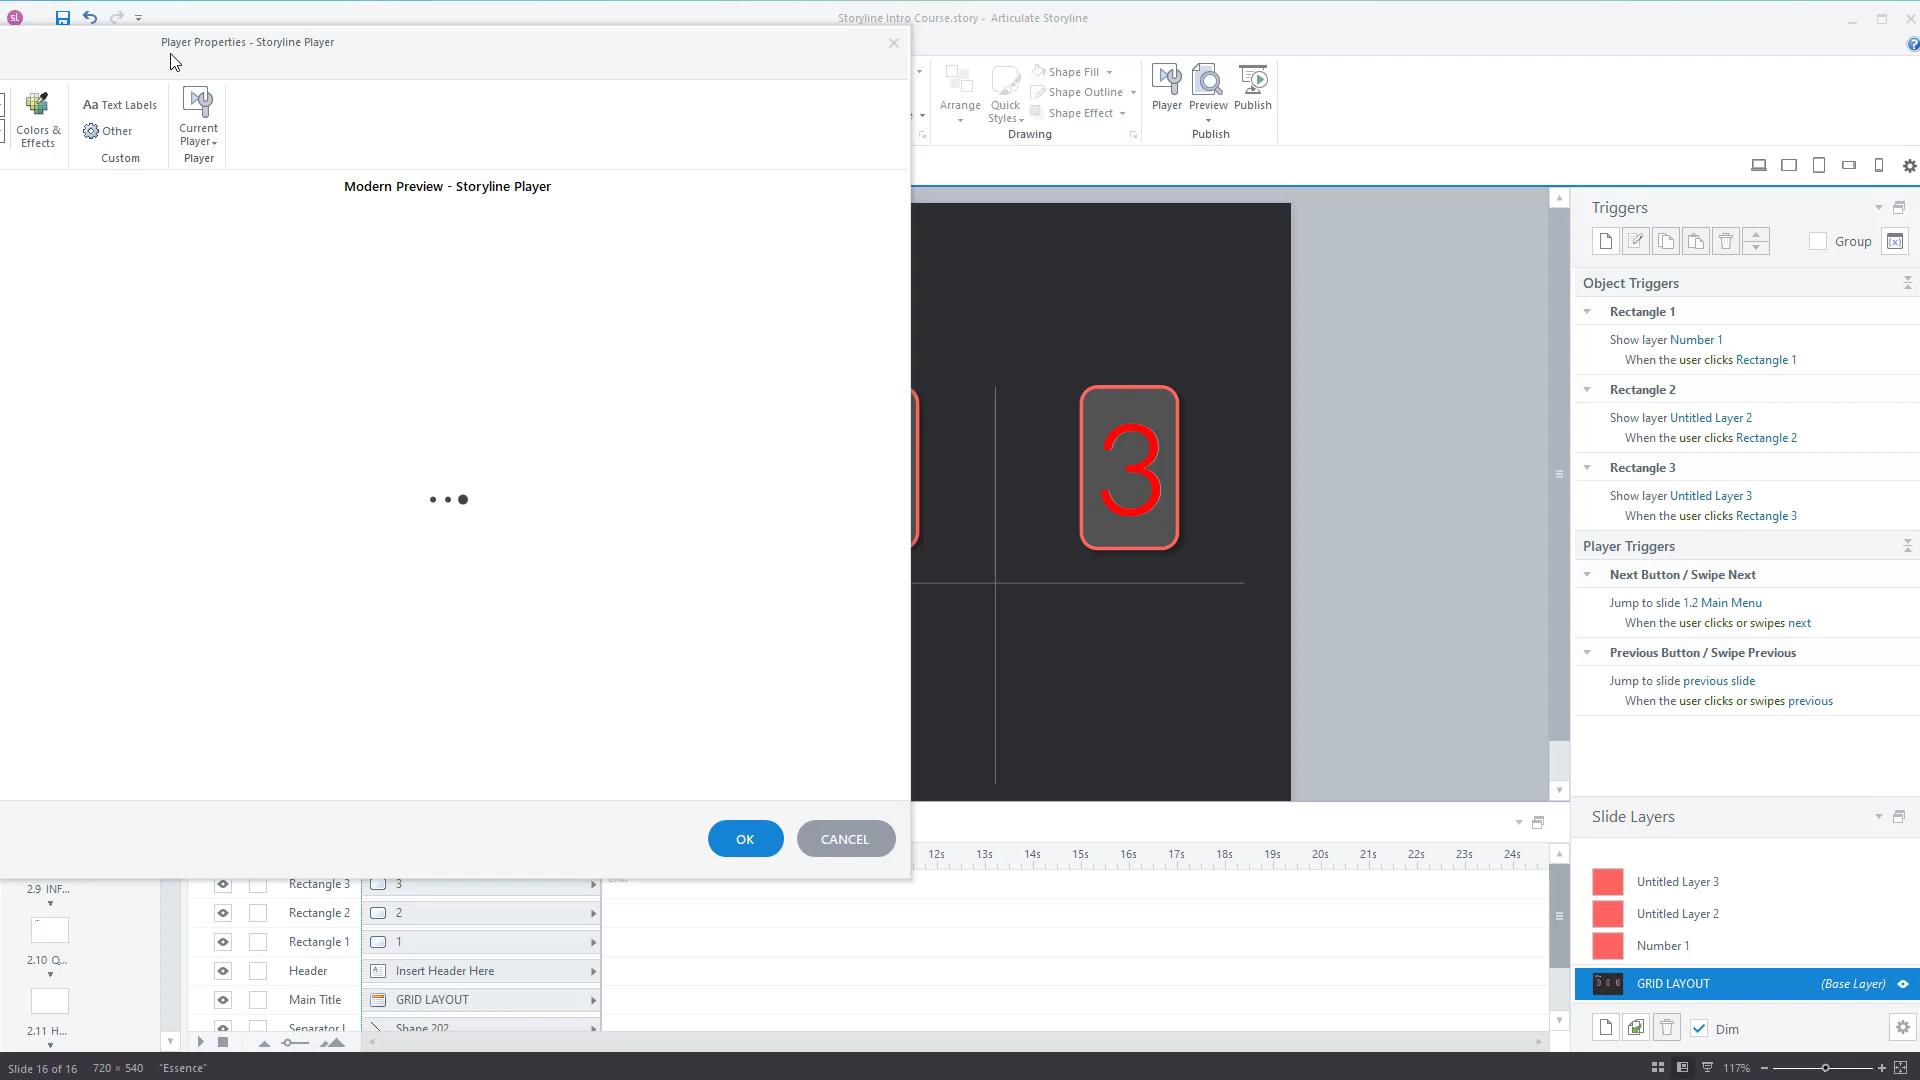 sl
Storyline Intro Course.story - Articulate Storyline
Player Properties - Storyline Player
Colors &
Effects
Aa Text Labels
Other
Custom
Current
Player
Player
Arrange
Quick
Styles
Shape Fill
Shape Outline
Shape Effect
Drawing
Player
Preview
Publish
Publish
Modern Preview - Storyline Player
3
OK
CANCEL
Triggers
Group
Object Triggers
Rectangle 1
Show layer Number 1
When the user clicks Rectangle 1
Rectangle 2
Show layer Untitled Layer 2
When the user clicks Rectangle 2
Rectangle 3
Show layer Untitled Layer 3
When the user clicks Rectangle 3
Player Triggers
Next Button / Swipe Next
Jump to slide 1.2 Main Menu
When the user clicks or swipes next
Previous Button / Swipe Previous
Jump to slide previous slide
When the user clicks or swipes previous
Slide Layers
Untitled Layer 3
Untitled Layer 2
Number 1
GRID LAYOUT (Base Layer)
Dim
12s 13s 14s 15s 16s 17s 18s 19s 20s 21s 22s 23s 24s
2.9 INF...
2.10 Q...
2.11 H...
Rectangle 3 3
Rectangle 2 2
Rectangle 1 1
Header Insert Header Here
Main Title GRID LAYOUT
Separator L Shape 202
Slide 16 of 16 720 × 540 "Essence"
117%